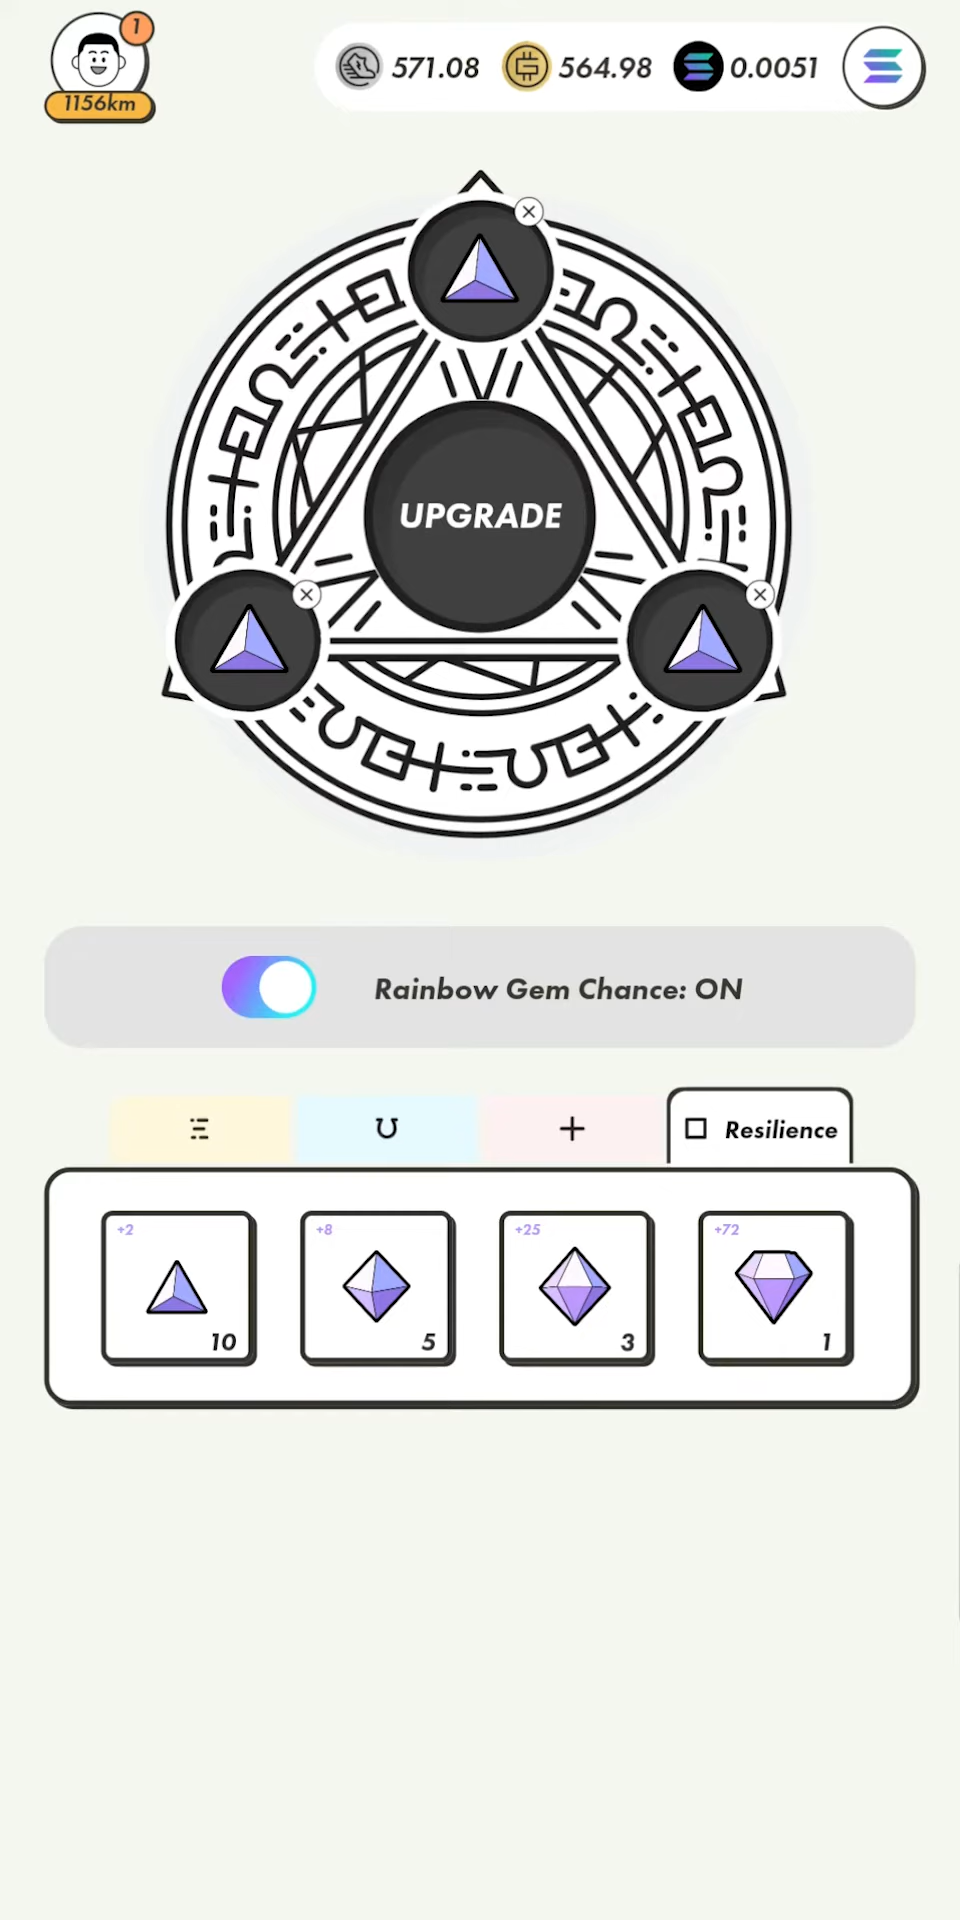 1
1156km
571.08 564.98 0.0051
UPGRADE
Rainbow Gem Chance: ON
Resilience
+2 +8 +25 +72
10 5 3 1